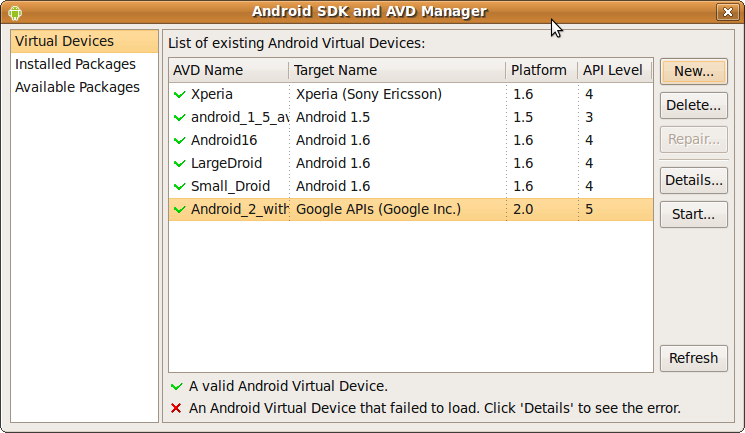 Android SDK and AVD Manager
Virtual Devices
Installed Packages
Available Packages
List of existing Android Virtual Devices:
AVD Name Target Name Platform API Level
Xperia Xperia (Sony Ericsson) 1.6 4
android_1_5_av Android 1.5 1.5 3
Android16 Android 1.6 1.6 4
LargeDroid Android 1.6 1.6 4
Small_Droid Android 1.6 1.6 4
Android_2_with Google APIs (Google Inc.) 2.0 5
New...
Delete...
Repair...
Details...
Start...
Refresh
A valid Android Virtual Device.
An Android Virtual Device that failed to load. Click 'Details' to see the error.